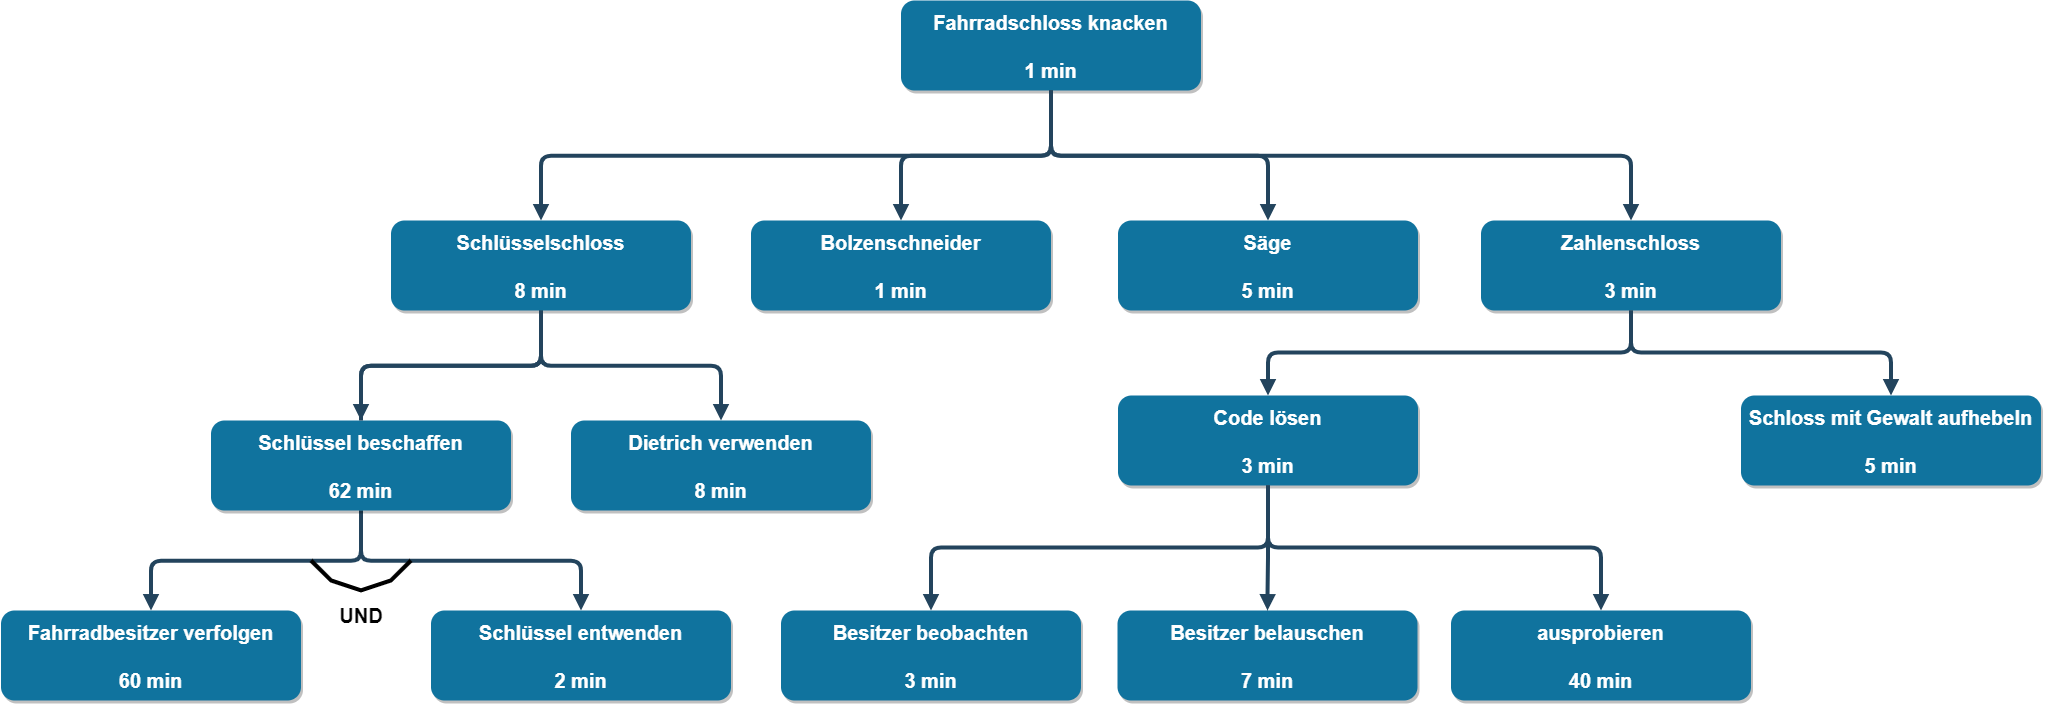 Fahrradschloss knacken
1 min
Schlüsselschloss
8 min
Bolzenschneider
1 min
Säge
5 min
Zahlenschloss
3 min
Schlüssel beschaffen
62 min
Dietrich verwenden
8 min
Code lösen
3 min
Schloss mit Gewalt aufhebeln
5 min
UND
Fahrradbesitzer verfolgen
60 min
Schlüssel entwenden
2 min
Besitzer beobachten
3 min
Besitzer belauschen
7 min
ausprobieren
40 min